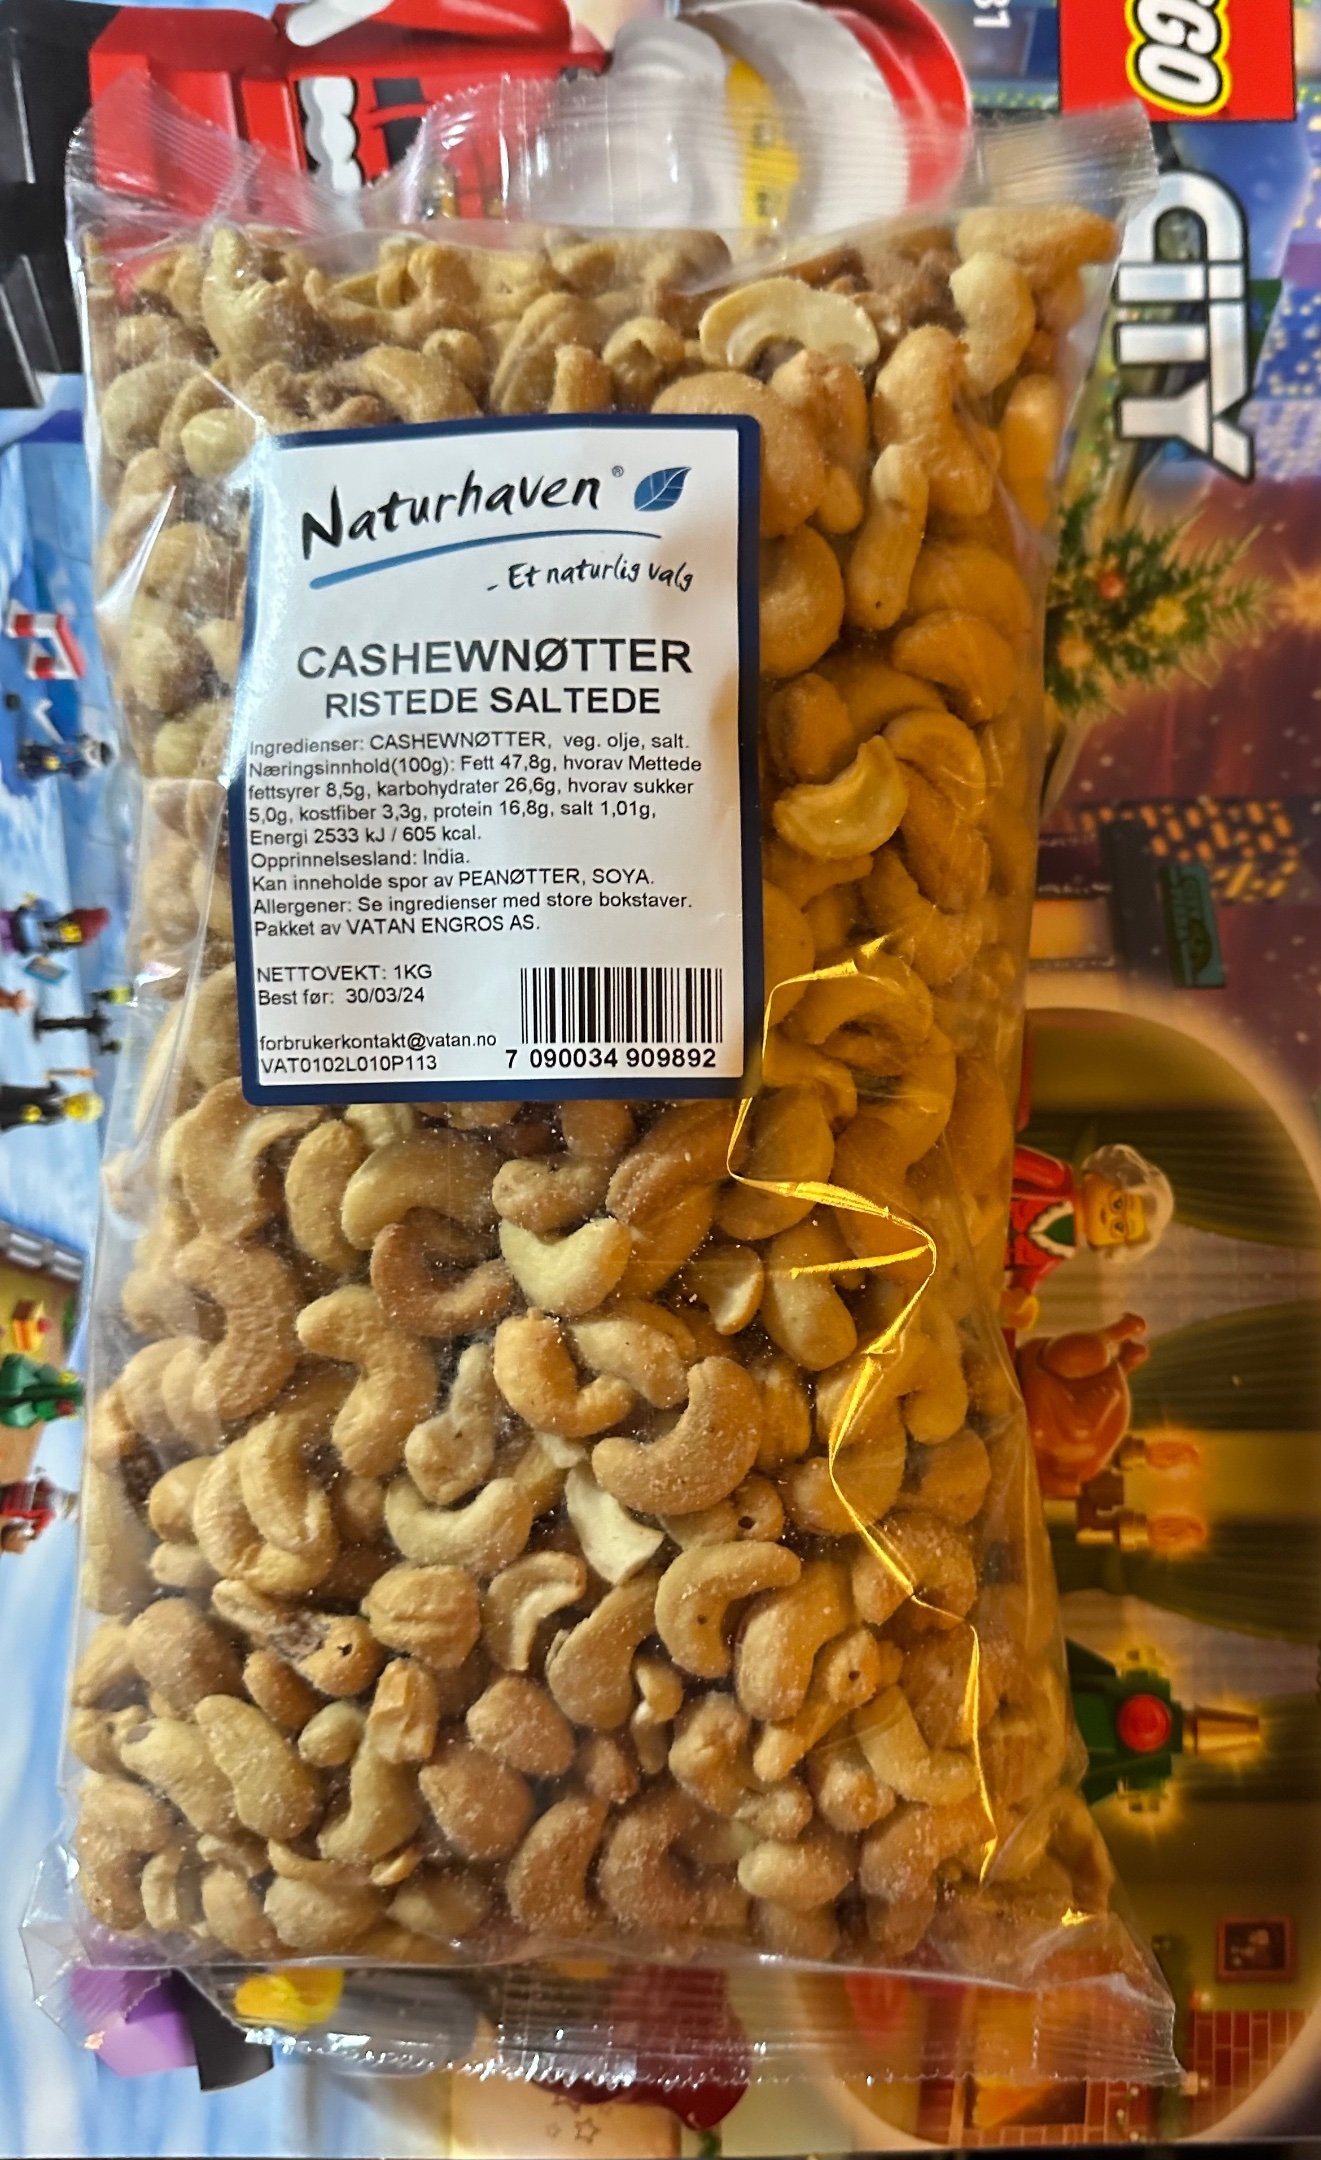 Naturhaven®
- Et naturlig valg
CASHEWNØTTER
RISTEDE SALTEDE
Ingredienser: CASHEWNØTTER, veg. olje, salt.
Næringsinnhold(100g): Fett 47,8g, hvorav Mettede
fettsyrer 8,5g, karbohydrater 26,6g, hvorav sukker
5,0g, kostfiber 3,3g, protein 16,8g, salt 1,01g,
Energi 2533 kJ / 605 kcal.
Opprinnelsesland: India.
Kan inneholde spor av PEANØTTER, SOYA.
Allergener: Se ingredienser med store bokstaver.
Pakket av VATAN ENGROS AS.
NETTOVEKT: 1KG
Best før: 30/03/24
forbrukerkontakt@vatan.no
VAT0102L010P113
7 090034 909892
CITY